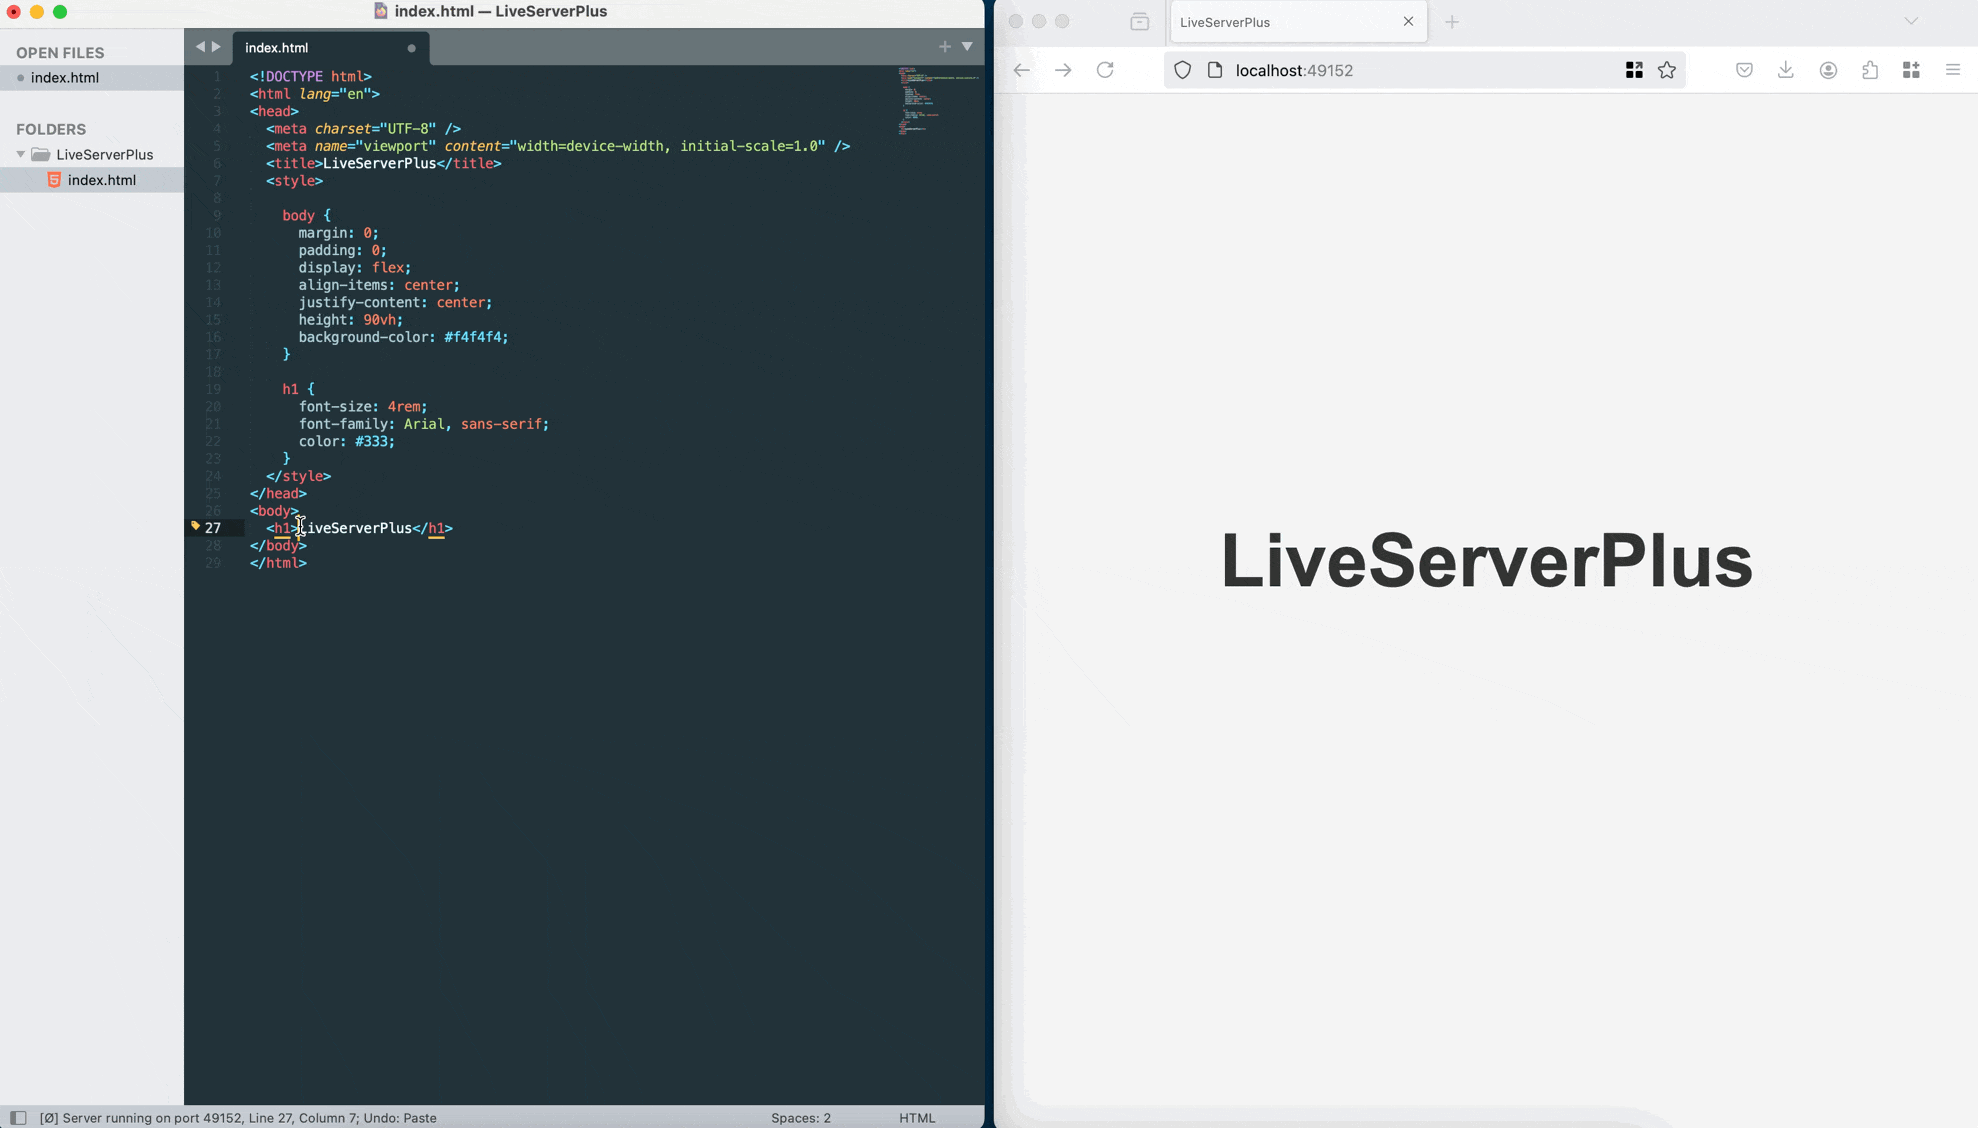 index.html — LiveServerPlus
OPEN FILES
index.html
FOLDERS
LiveServerPlus
index.html
index.html
1 <!DOCTYPE html>
2 <html lang="en">
3 <head>
4 <meta charset="UTF-8" />
5 <meta name="viewport" content="width=device-width, initial-scale=1.0" />
6 <title>LiveServerPlus</title>
7 <style>
8
9 body {
10 margin: 0;
11 padding: 0;
12 display: flex;
13 align-items: center;
14 justify-content: center;
15 height: 90vh;
16 background-color: #f4f4f4;
17 }
18
19 h1 {
20 font-size: 4rem;
21 font-family: Arial, sans-serif;
22 color: #333;
23 }
24 </style>
25 </head>
26 <body>
27 <h1>LiveServerPlus</h1>
28 </body>
29 </html>
[Ø] Server running on port 49152, Line 27, Column 7; Undo: Paste
Spaces: 2
HTML
LiveServerPlus
localhost:49152
LiveServerPlus